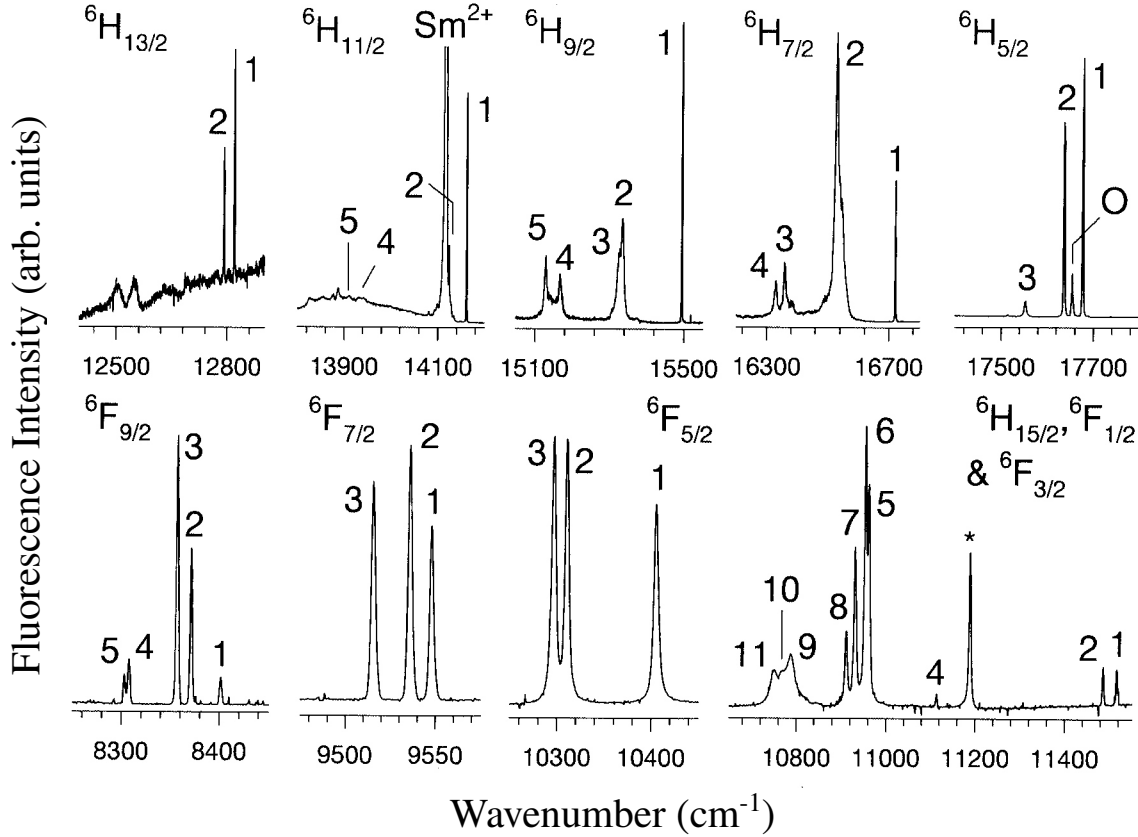 Fluorescence Intensity (arb. units)
⁶H₁₃/₂
1
2
12500 12800
⁶H₁₁/₂
Sm²⁺
1
2
5
4
13900 14100
⁶H₉/₂
1
2
3
5
4
15100 15500
⁶H₇/₂
2
1
3
4
16300 16700
⁶H₅/₂
1
2
O
3
17500 17700
⁶F₉/₂
3
2
5 4
1
8300 8400
⁶F₇/₂
2
3
1
9500 9550
⁶F₅/₂
3 2
1
10300 10400
⁶H₁₅/₂, ⁶F₁/₂
& ⁶F₃/₂
6
5
7
*
10
8
11 9
4
2 1
10800 11000 11200 11400
Wavenumber (cm⁻¹)